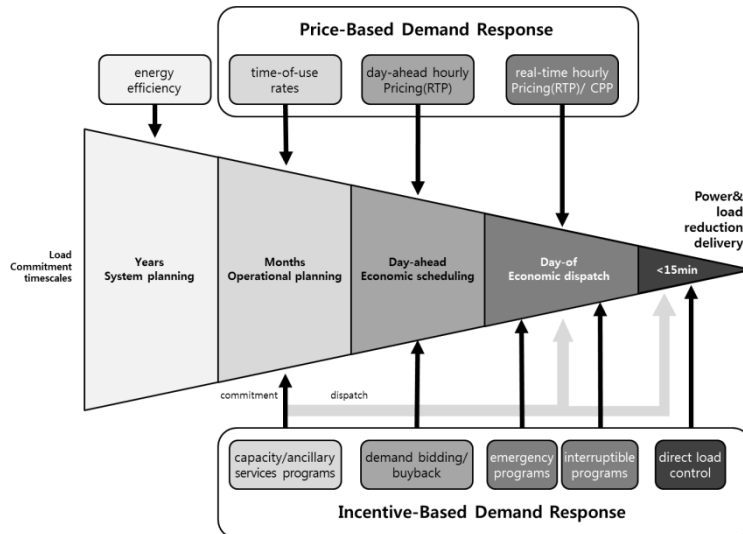 Price-Based Demand Response
energy
efficiency
time-of-use
rates
day-ahead hourly
Pricing(RTP)
real-time hourly
Pricing(RTP)/ CPP
Power&
load
reduction
delivery
Load
Commitment
timescales
Years
System planning
Months
Operational planning
Day-ahead
Economic scheduling
Day-of
Economic dispatch
<15min
commitment
dispatch
capacity/ancillary
services programs
demand bidding/
buyback
emergency
programs
interruptible
programs
direct load
control
Incentive-Based Demand Response